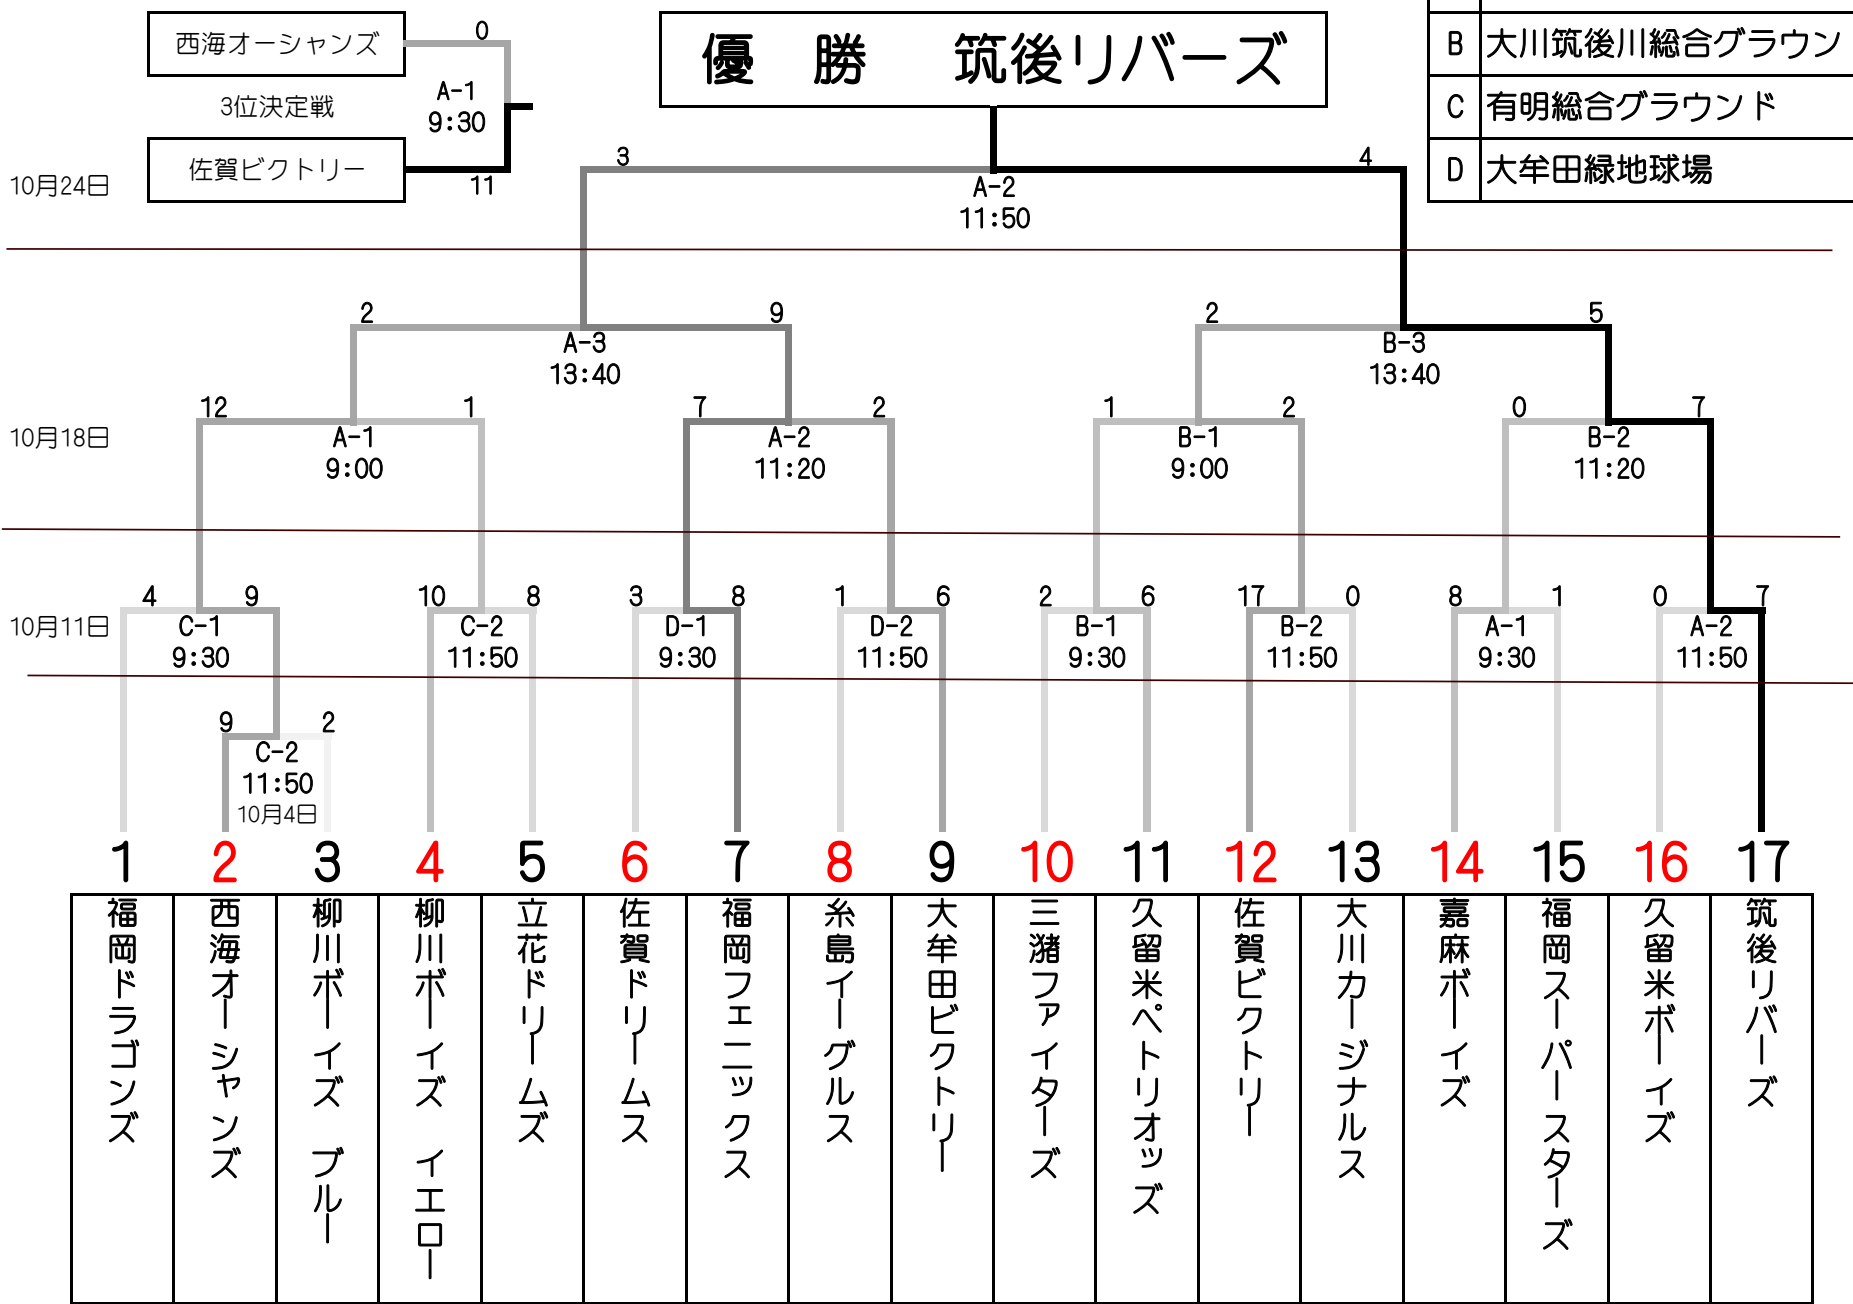 西海オーシャンズ
0
優　勝　　筑後リバーズ
B 大川筑後川総合グラウン
3位決定戦
A-1
9:30
C 有明総合グラウンド
佐賀ビクトリー
11
D 大牟田緑地球場
10月24日
3 4
A-2
11:50
2 9 2 5
A-3 B-3
13:40 13:40
12 1 7 2 1 2 0 7
10月18日
A-1 A-2 B-1 B-2
9:00 11:20 9:00 11:20
4 9 10 8 3 8 1 6 2 6 17 0 8 1 0 7
10月11日
C-1 C-2 D-1 D-2 B-1 B-2 A-1 A-2
9:30 11:50 9:30 11:50 9:30 11:50 9:30 11:50
9 2
C-2
11:50
10月4日
1 2 3 4 5 6 7 8 9 10 11 12 13 14 15 16 17
福岡ドラゴンズ
西海オーシャンズ
柳川ボーイズ　ブルー
柳川ボーイズ　イエロー
立花ドリームズ
佐賀ドリームス
福岡フェニックス
糸島イーグルス
大牟田ビクトリー
三潴ファイターズ
久留米ペトリオッズ
佐賀ビクトリー
大川カージナルス
嘉麻ボーイズ
福岡スーパースターズ
久留米ボーイズ
筑後リバーズ